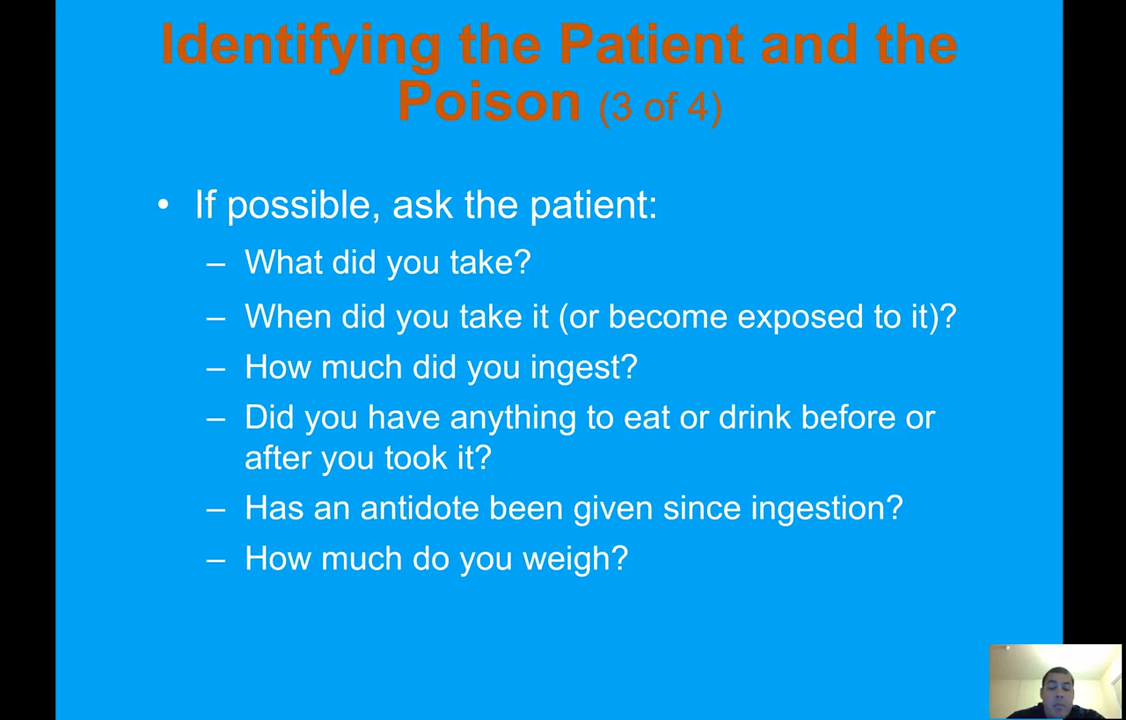 Identifying the Patient and the
Poison (3 of 4)
• If possible, ask the patient:
– What did you take?
– When did you take it (or become exposed to it)?
– How much did you ingest?
– Did you have anything to eat or drink before or
after you took it?
– Has an antidote been given since ingestion?
– How much do you weigh?